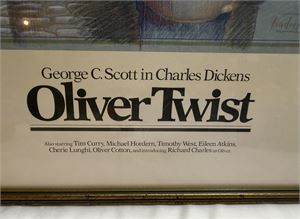 George C. Scott in Charles Dickens
Oliver Twist
Also starring Tim Curry, Michael Hordern, Timothy West, Eileen Atkins,
Cherie Lunghi, Oliver Cotton, and introducing Richard Charles as Oliver.